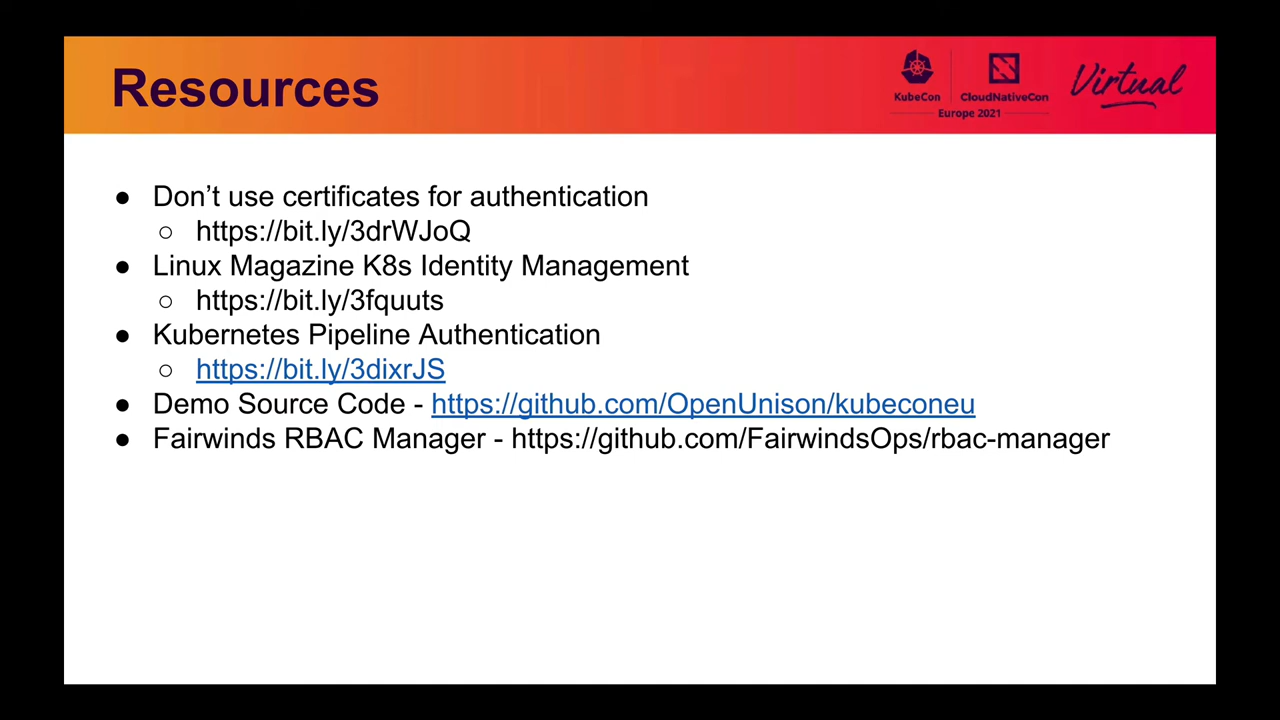 Resources
KubeCon
CloudNativeCon
Europe 2021
Virtual
● Don’t use certificates for authentication
○ https://bit.ly/3drWJoQ
● Linux Magazine K8s Identity Management
○ https://bit.ly/3fquuts
● Kubernetes Pipeline Authentication
○ https://bit.ly/3dixrJS
● Demo Source Code - https://github.com/OpenUnison/kubeconeu
● Fairwinds RBAC Manager - https://github.com/FairwindsOps/rbac-manager